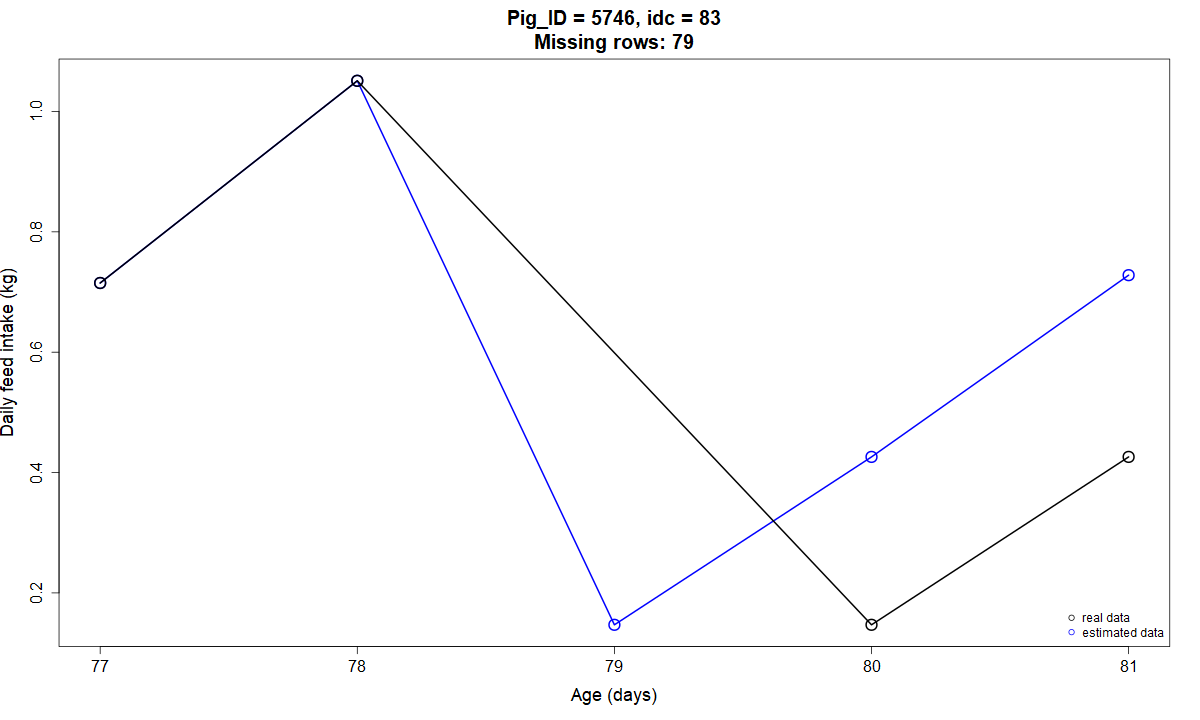 Pig_ID = 5746, idc = 83
Missing rows: 79
Daily feed intake (kg)
1.0
0.8
0.6
0.4
0.2
real data
estimated data
77 78 79 80 81
Age (days)